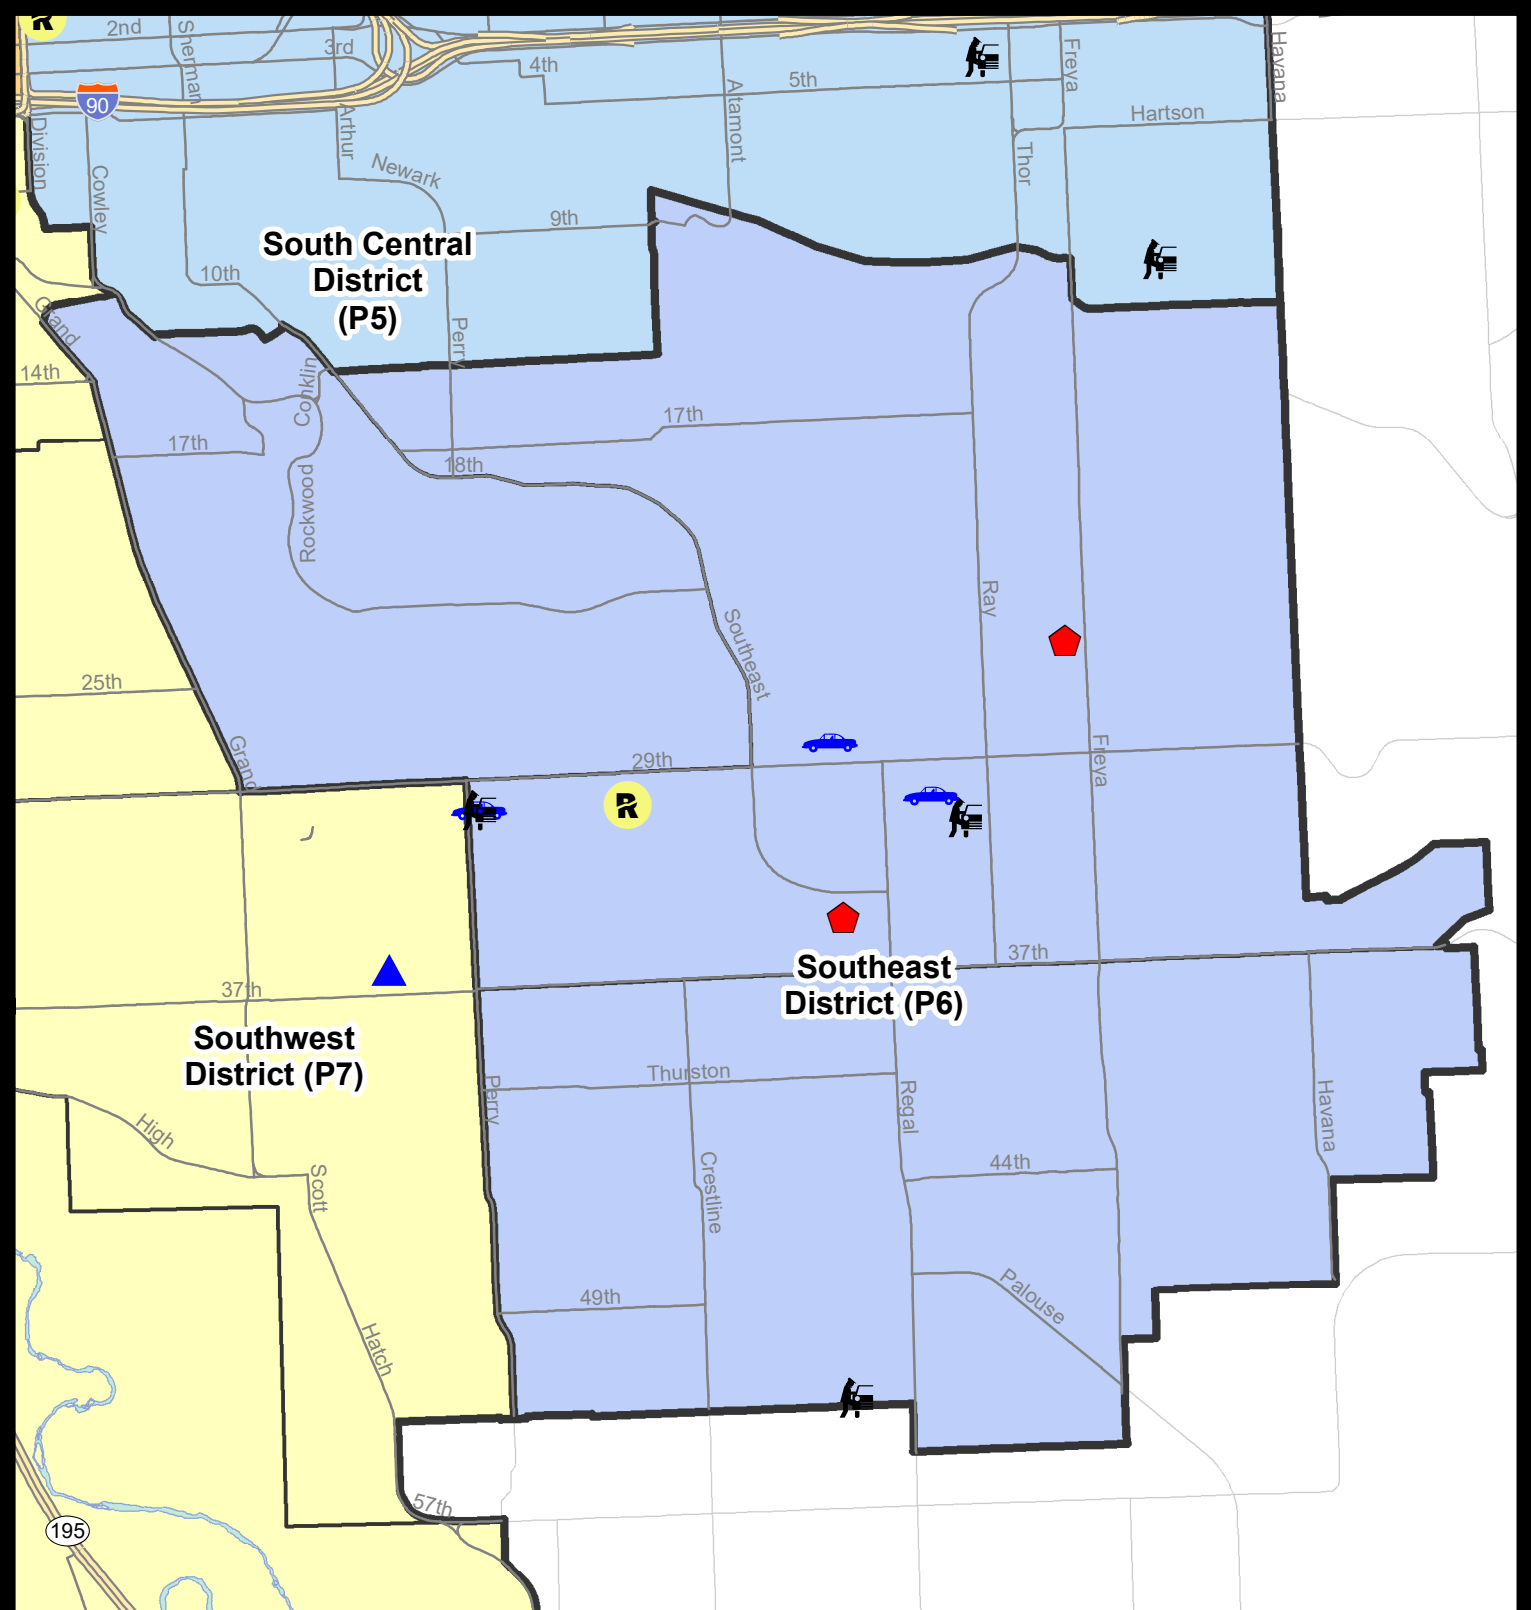 R
2nd
Sherman
3rd
4th
5th
Freya
Havana
90
Division
Arthur
Altamont
Hartson
Cowley
Newark
Thor
9th
South Central
District
(P5)
10th
Grand
Perry
14th
Conklin
17th
17th
18th
Rockwood
Ray
Southeast
25th
Grand
29th
Freya
R
37th
Southeast
District (P6)
37th
Southwest
District (P7)
Thurston
Perry
Regal
Havana
High
Scott
Crestline
44th
49th
Palouse
Hatch
57th
195